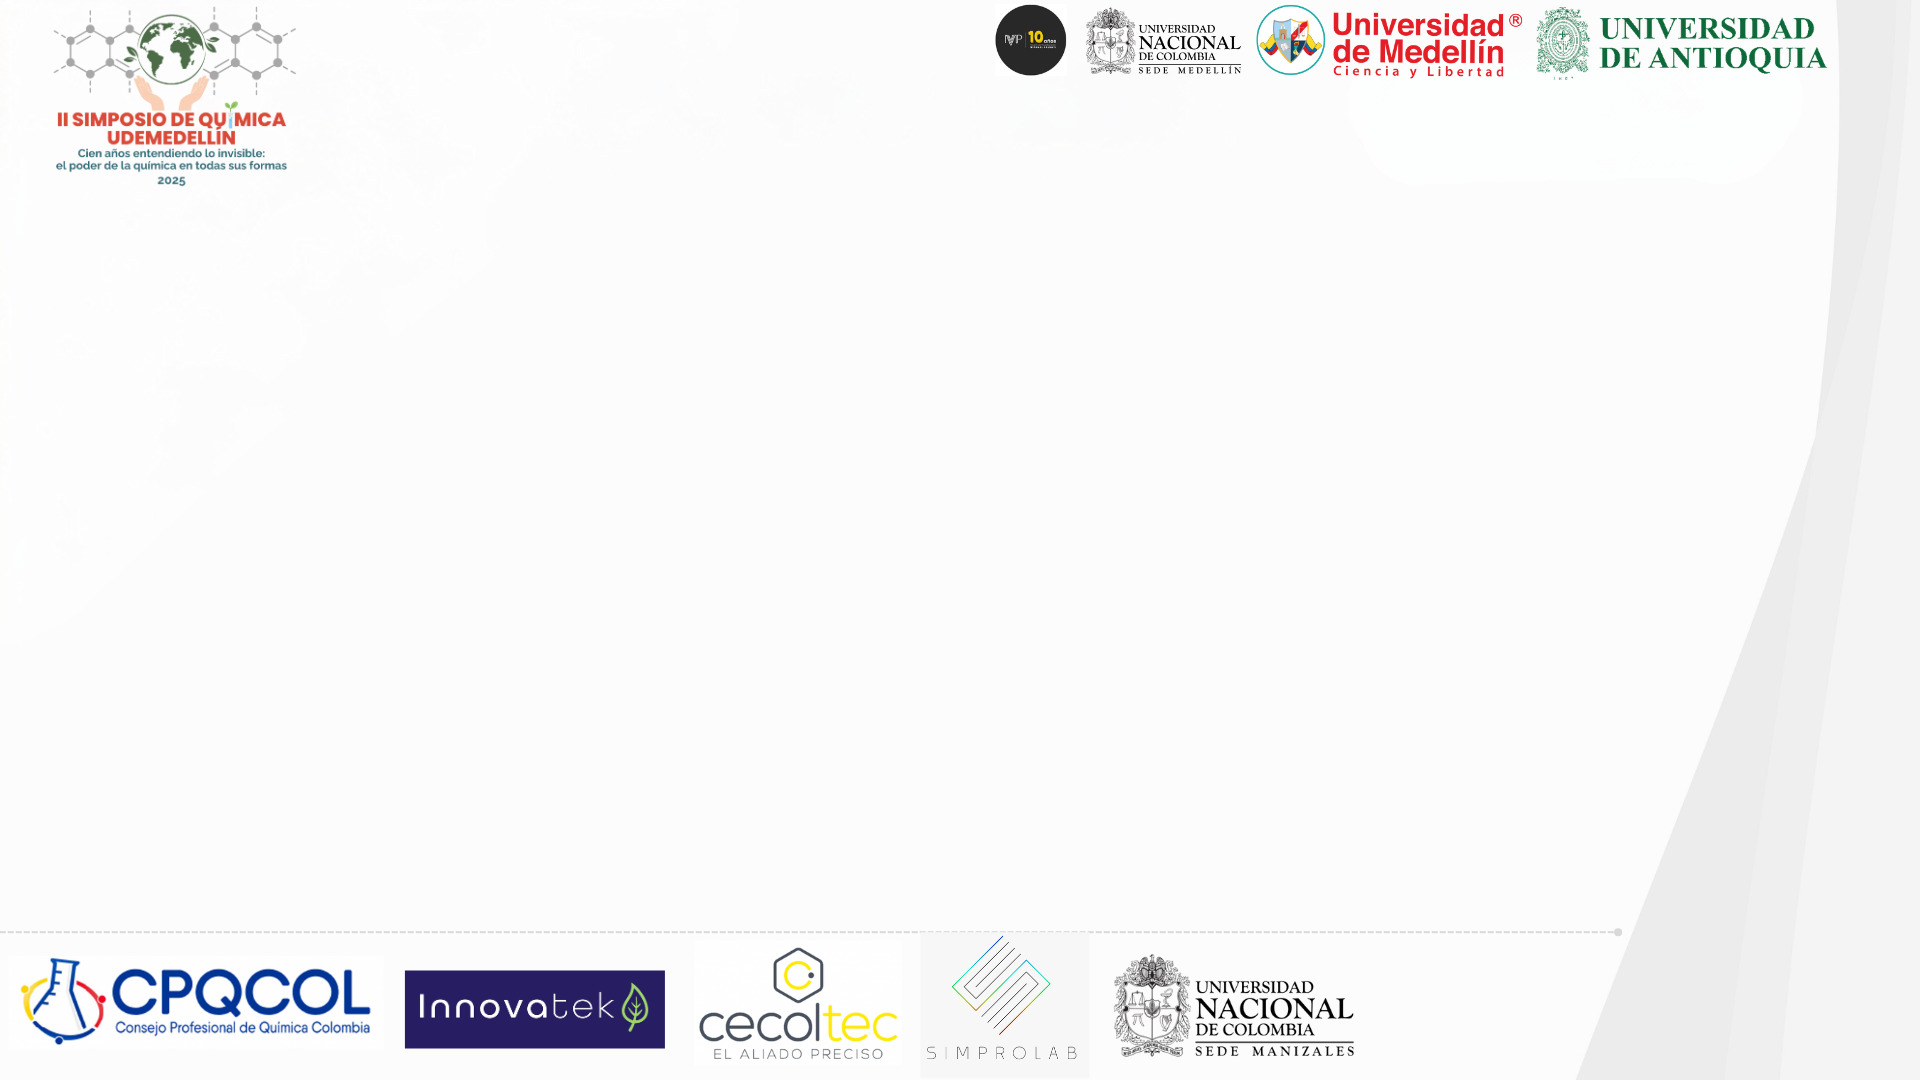 II SIMPOSIO DE QUÍMICA
UDEMEDELLÍN
Cien años entendiendo lo invisible:
el poder de la química en todas sus formas
2025
10 años
UNIVERSIDAD
NACIONAL
DE COLOMBIA
SEDE MEDELLÍN
Universidad ®
de Medellín
Ciencia y Libertad
UNIVERSIDAD
DE ANTIOQUIA
CPQCOL
Consejo Profesional de Química Colombia
Innovatek
cecoltec
EL ALIADO PRECISO
SIMPROLAB
UNIVERSIDAD
NACIONAL
DE COLOMBIA
SEDE MANIZALES